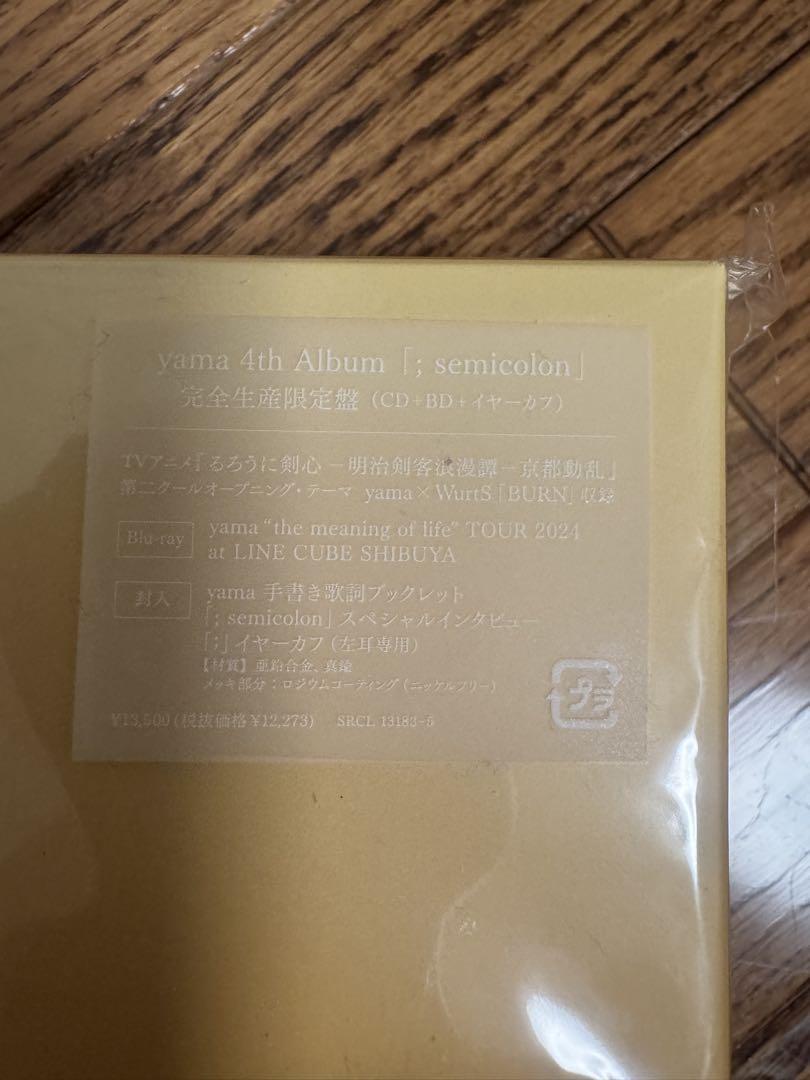 yama 4th Album「; semicolon」
完全生産限定盤（CD+BD+イヤーカフ）
TVアニメ『るろうに剣心 －明治剣客浪漫譚－ 京都動乱』
第二クールオープニング・テーマ yama×WurtS「BURN」収録
Blu-ray
yama “the meaning of life” TOUR 2024
at LINE CUBE SHIBUYA
封入
yama 手書き歌詞ブックレット
「; semicolon」スペシャルインタビュー
「;」イヤーカフ（左耳専用）
【材質】亜鉛合金、真鍮
メッキ部分：ロジウムコーティング（ニッケルフリー）
¥13,500（税抜価格¥12,273） SRCL 13183-5
プラ